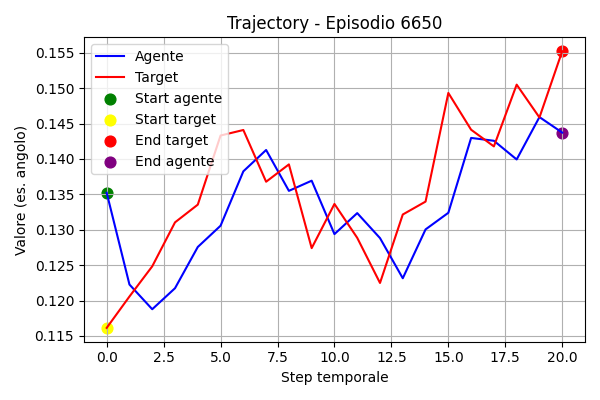 Trajectory - Episodio 6650
Agente
Target
Start agente
Start target
End target
End agente
Valore (es. angolo)
0.155
0.150
0.145
0.140
0.135
0.130
0.125
0.120
0.115
0.0 2.5 5.0 7.5 10.0 12.5 15.0 17.5 20.0
Step temporale